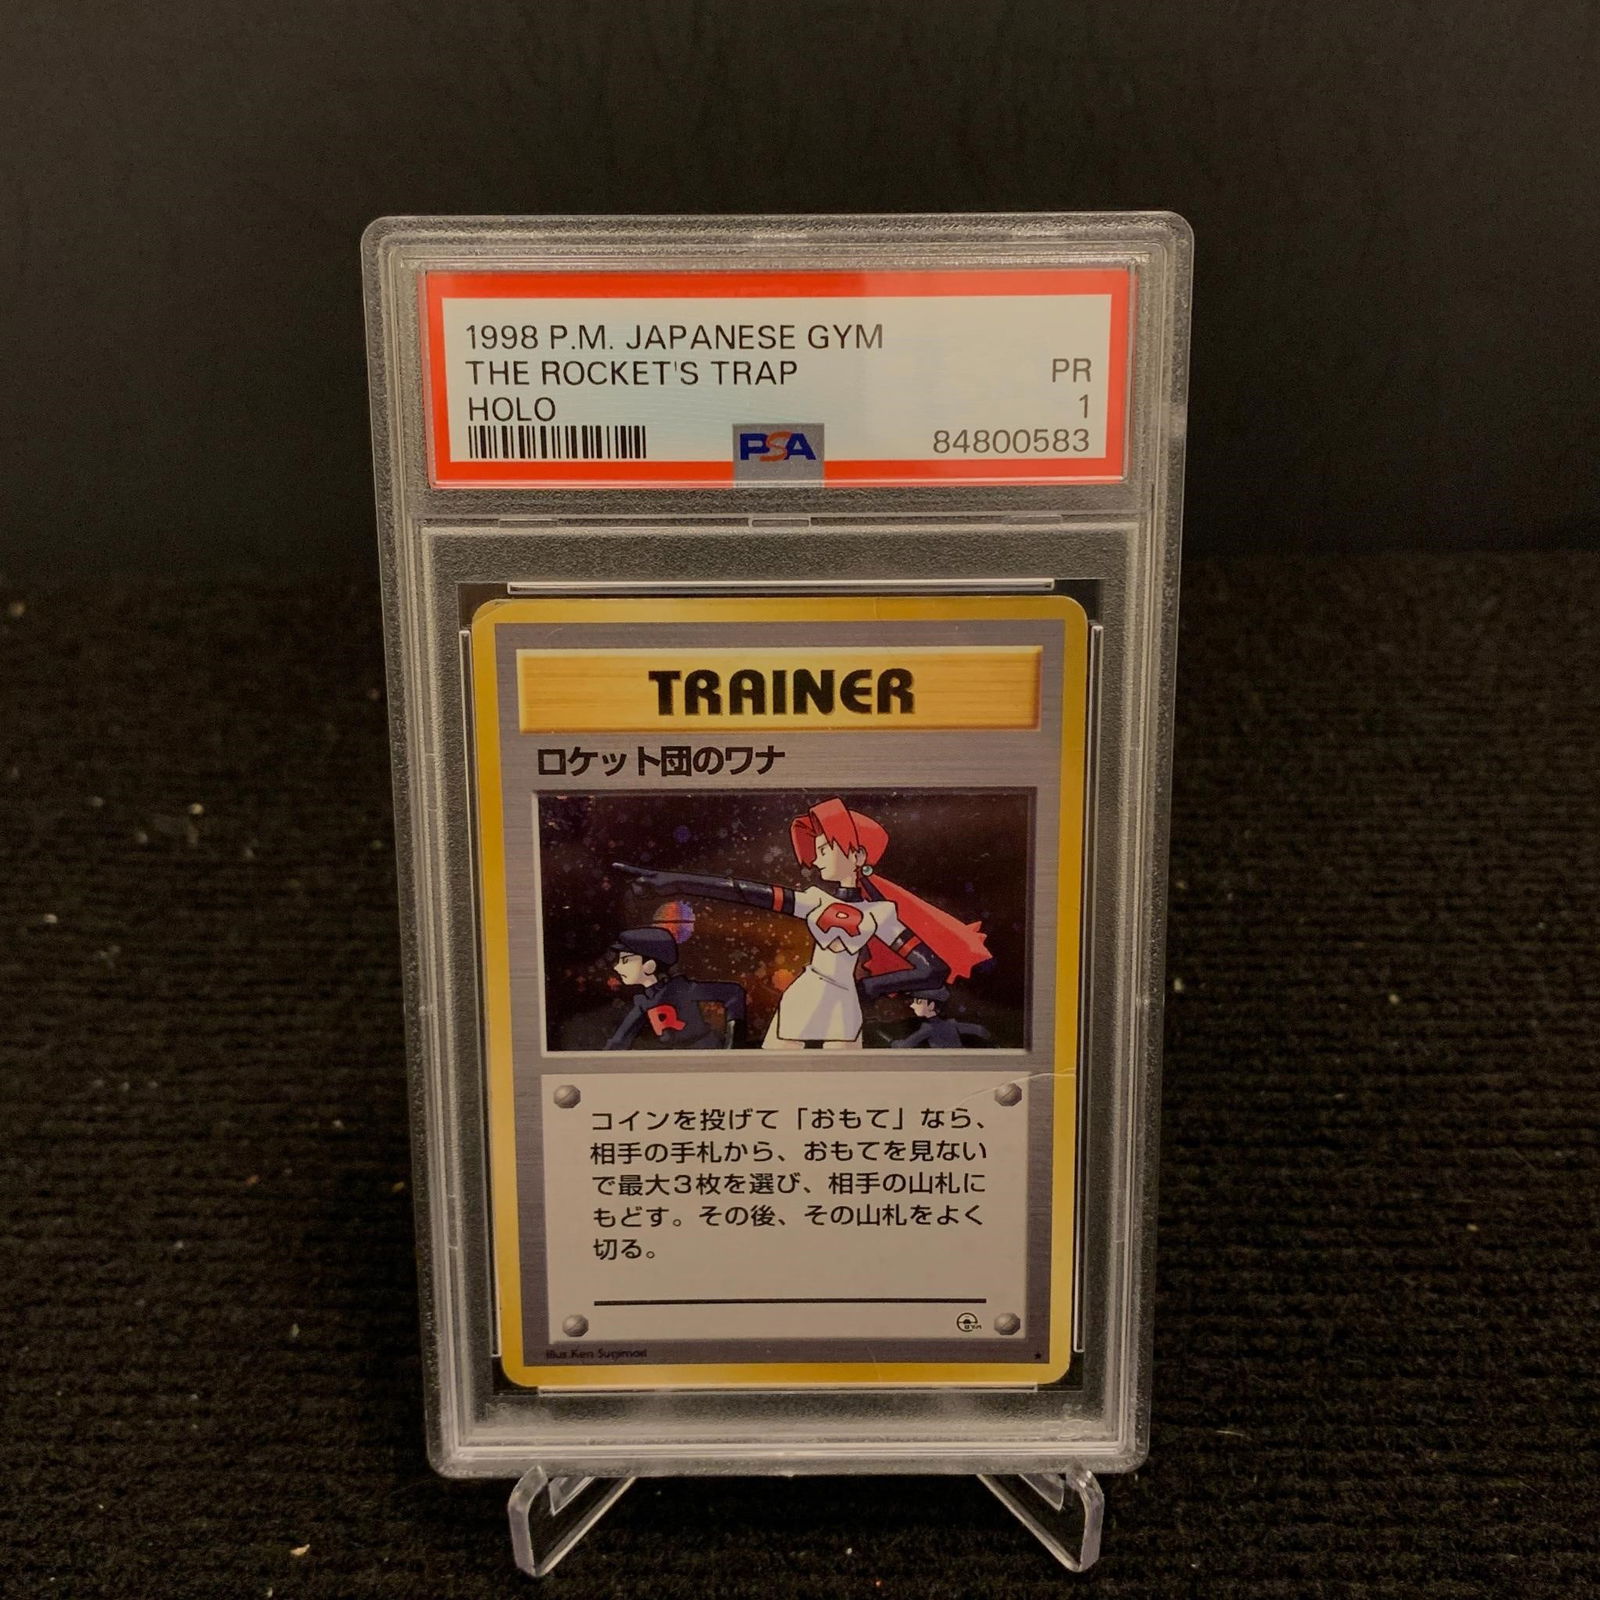 1998 P.M. JAPANESE GYM
THE ROCKET'S TRAP
PR
HOLO
1
PSA
84800583
TRAINER
ロケット団のワナ
R
R
コインを投げて「おもて」なら、
相手の手札から、おもてを見ない
で最大3枚を選び、相手の山札に
もどす。その後、その山札をよく
切る。
GYM
Illus. Ken Sugimori
★